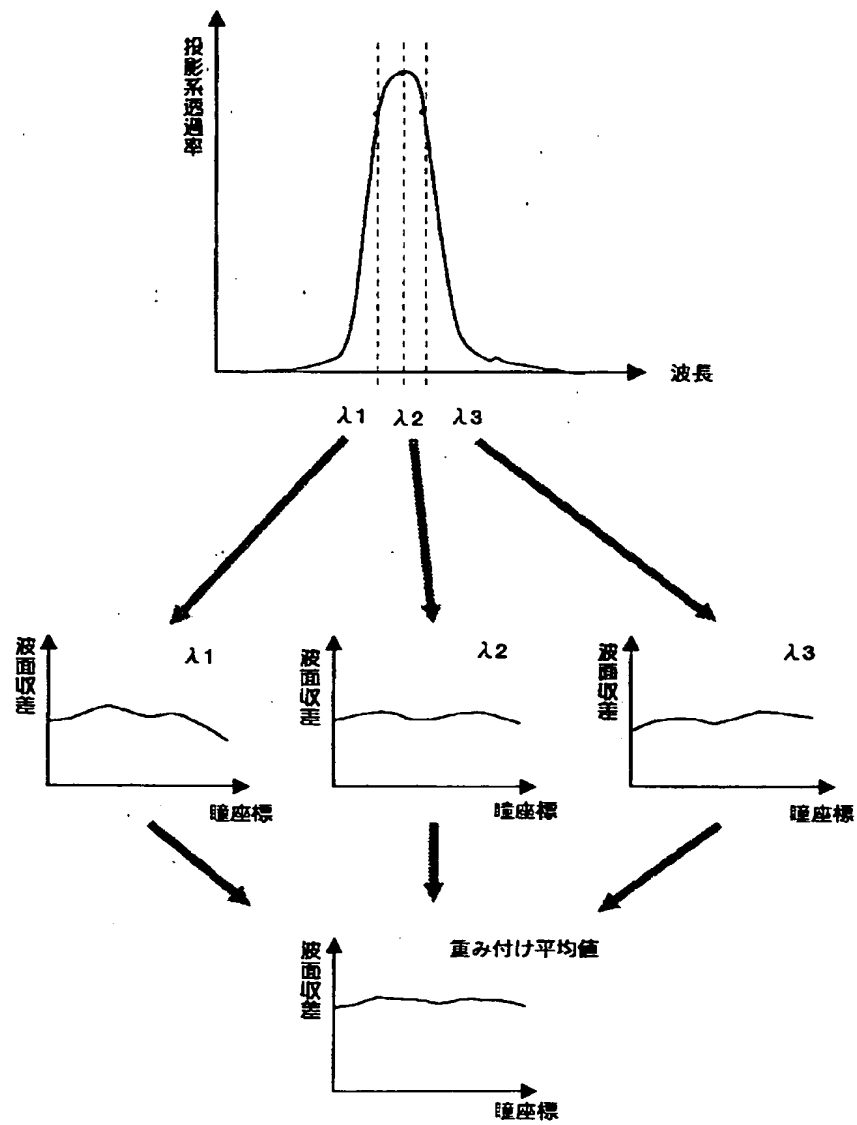 投影系透過率
波長
λ1
λ2
λ3
波面収差
λ1
瞳座標
波面収差
λ2
瞳座標
波面収差
λ3
瞳座標
波面収差
重み付け平均値
瞳座標